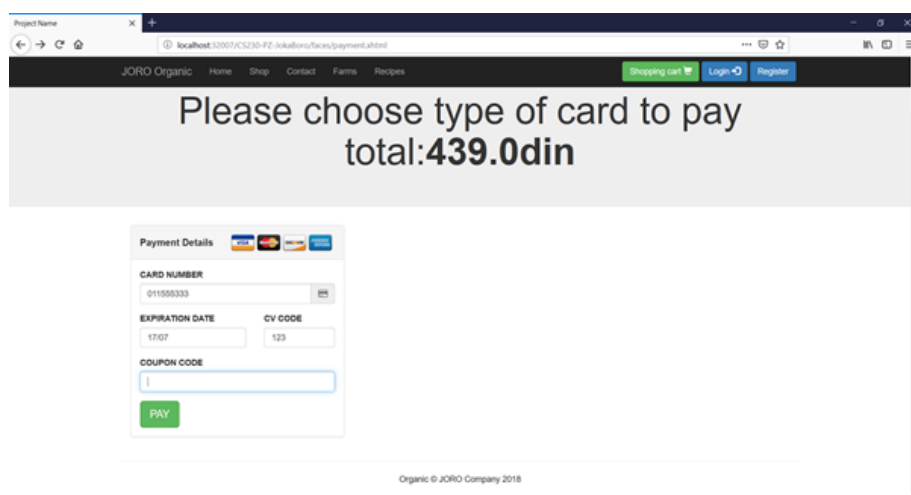 Project Name
localhost:32007/CS230-PZ-JokaBoro/faces/payment.xhtml
JORO Organic Home Shop Contact Farms Recipes Shopping cart Login Register
Please choose type of card to pay
total:439.0din
Payment Details VISA
CARD NUMBER
011555333
EXPIRATION DATE CV CODE
17/07 123
COUPON CODE
PAY
Organic © JORO Company 2018